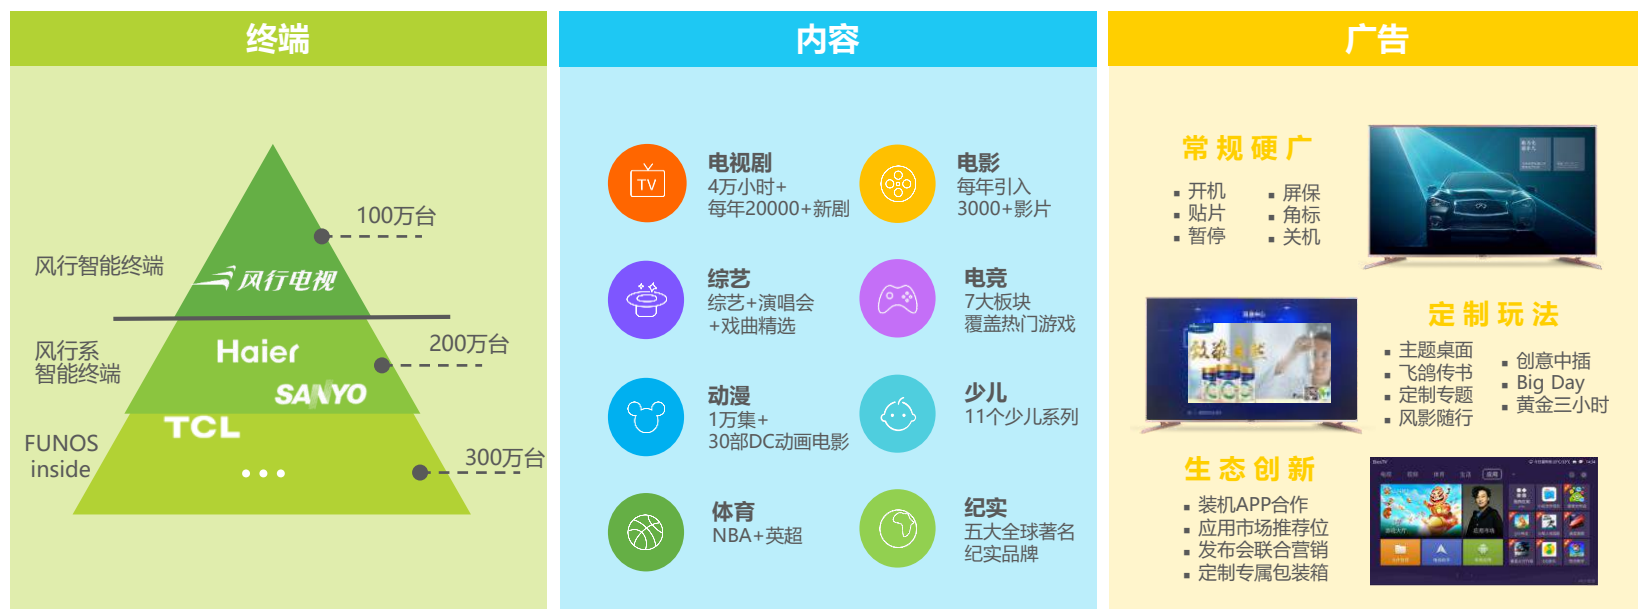 终端
100万台
风行智能终端
风行电视
风行系
智能终端
200万台
Haier
SANYO
TCL
FUNOS
inside
300万台
内容
电视剧
4万小时+
每年20000+新剧
TV
电影
每年引入
3000+影片
综艺
综艺+演唱会
+戏曲精选
电竞
7大板块
覆盖热门游戏
动漫
1万集+
30部DC动画电影
少儿
11个少儿系列
体育
NBA+英超
纪实
五大全球著名
纪实品牌
广告
常规硬广
开机
贴片
暂停
屏保
角标
关机
定制玩法
主题桌面
飞鸽传书
定制专题
风影随行
创意中插
Big Day
黄金三小时
生态创新
装机APP合作
应用市场推荐位
发布会联合营销
定制专属包装箱